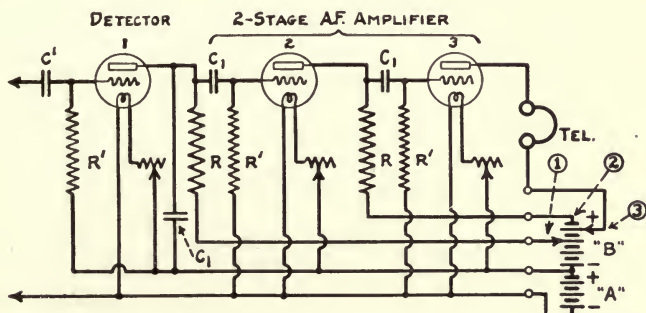 DETECTOR
2-STAGE A.F. AMPLIFIER
1
2
3
C'
C₁
C₁
R'
R
R'
R
R'
TEL.
①
②
③
C₁
+
"B"
−
+
"A"
−